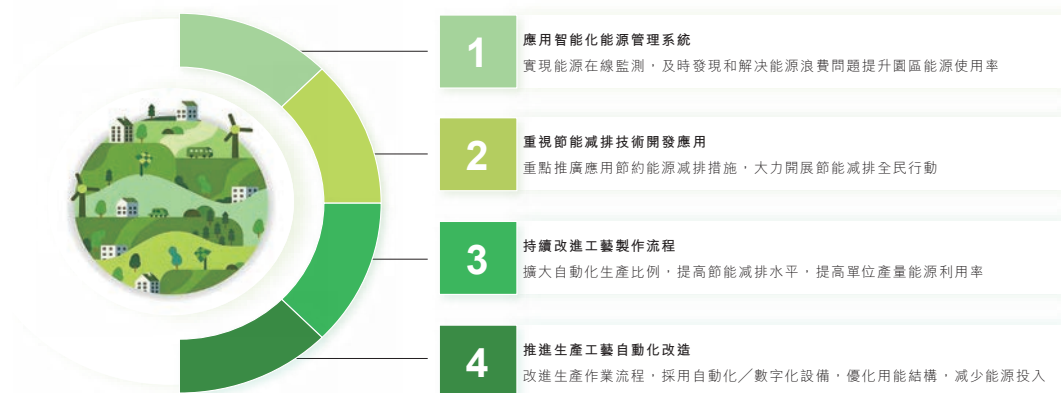 1
應用智能化能源管理系統
實現能源在線監測，及時發現和解決能源浪費問題提升園區能源使用率
2
重視節能減排技術開發應用
重點推廣應用節約能源減排措施，大力開展節能減排全民行動
3
持續改進工藝製作流程
擴大自動化生產比例，提高節能減排水平，提高單位產量能源利用率
4
推進生產工藝自動化改造
改進生產作業流程，採用自動化／數字化設備，優化用能結構，減少能源投入